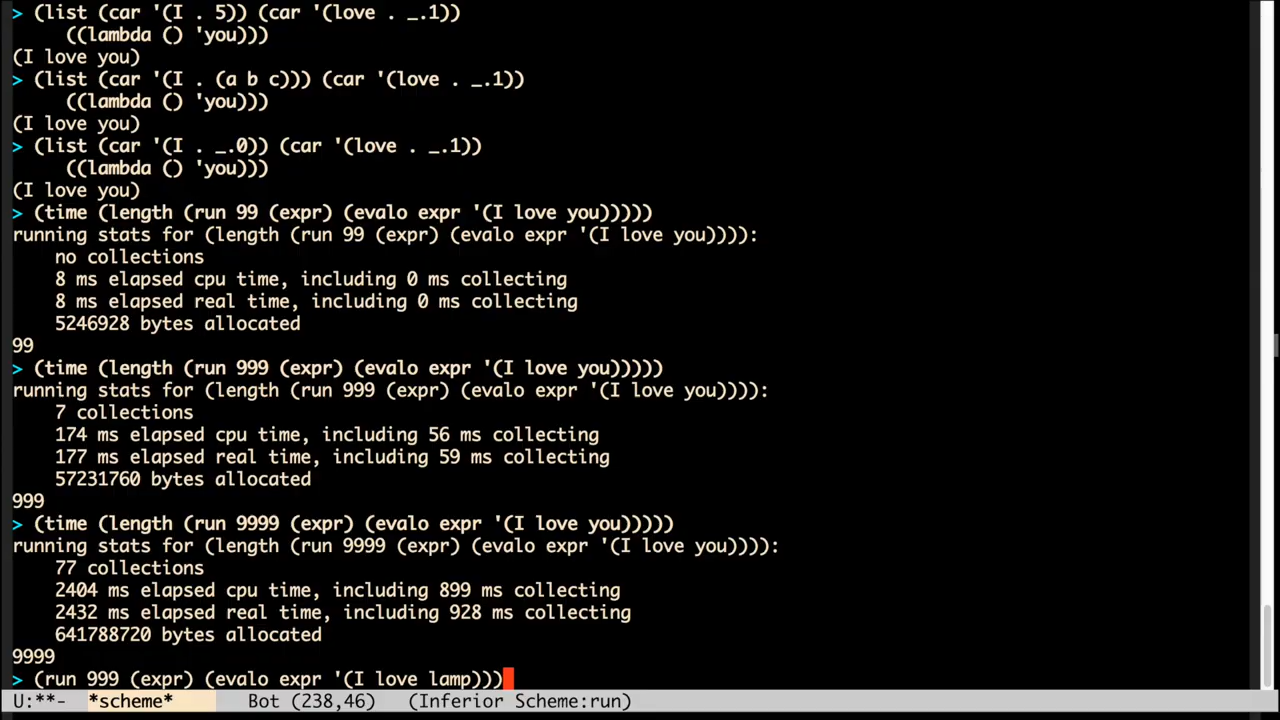 > (list (car '(I . 5)) (car '(love . _.1))
((lambda () 'you)))
(I love you)
> (list (car '(I . (a b c))) (car '(love . _.1))
((lambda () 'you)))
(I love you)
> (list (car '(I . _.0)) (car '(love . _.1))
((lambda () 'you)))
(I love you)
> (time (length (run 99 (expr) (evalo expr '(I love you)))))
running stats for (length (run 99 (expr) (evalo expr '(I love you)))):
no collections
8 ms elapsed cpu time, including 0 ms collecting
8 ms elapsed real time, including 0 ms collecting
5246928 bytes allocated
99
> (time (length (run 999 (expr) (evalo expr '(I love you)))))
running stats for (length (run 999 (expr) (evalo expr '(I love you)))):
7 collections
174 ms elapsed cpu time, including 56 ms collecting
177 ms elapsed real time, including 59 ms collecting
57231760 bytes allocated
999
> (time (length (run 9999 (expr) (evalo expr '(I love you)))))
running stats for (length (run 9999 (expr) (evalo expr '(I love you)))):
77 collections
2404 ms elapsed cpu time, including 899 ms collecting
2432 ms elapsed real time, including 928 ms collecting
641788720 bytes allocated
9999
> (run 999 (expr) (evalo expr '(I love lamp)))
U:**- *scheme* Bot (238,46) (Inferior Scheme:run)